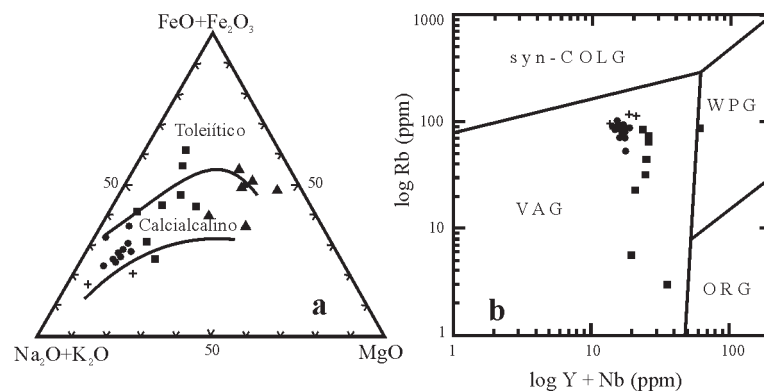 FeO+Fe₂O₃
Toleiítico
50
50
Calcialcalino
a
Na₂O+K₂O
50
MgO
1000
100
10
1
log Rb (ppm)
syn-COLG
WPG
VAG
ORG
b
1
10
100
log Y + Nb (ppm)